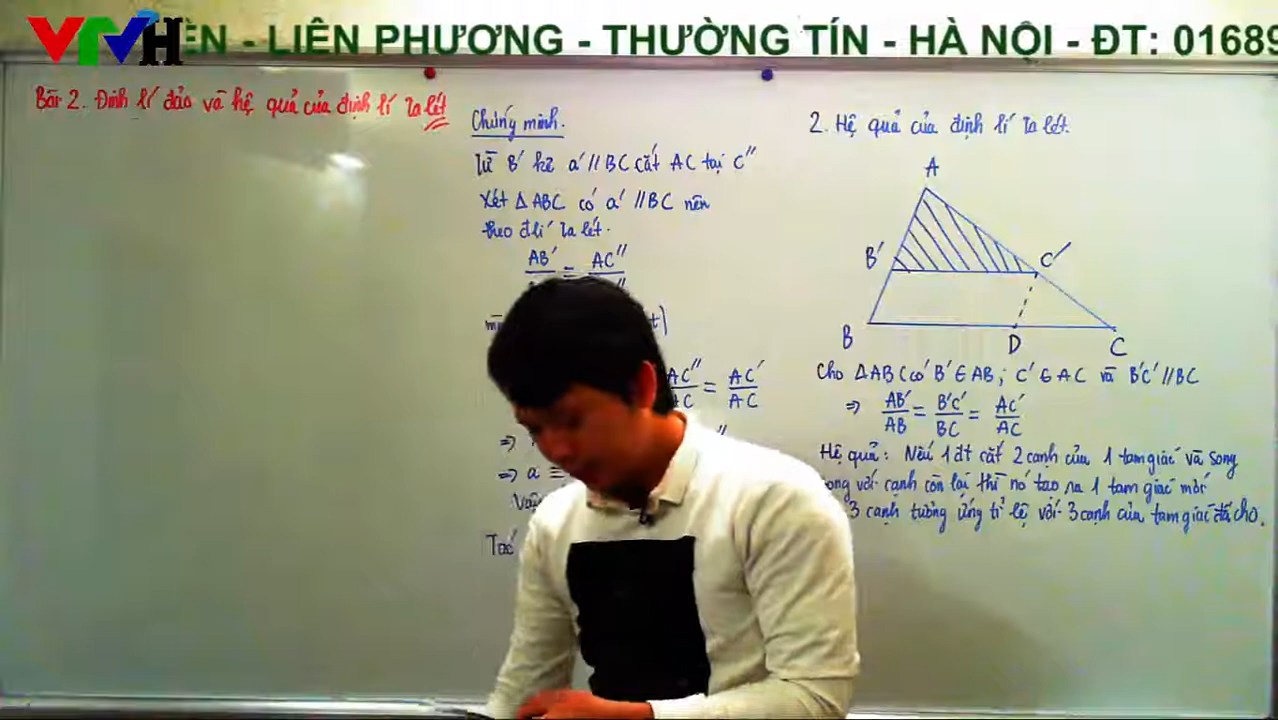 VTVH
ÈN - LIÊN PHƯƠNG - THƯỜNG TÍN - HÀ NỘI - ĐT: 01689
Bài 2. Định lí đảo và hệ quả của định lí Ta lét
Chứng minh.
Từ B' kẻ a' // BC cắt AC tại C''
Xét Δ ABC có a' // BC nên
theo đlí Ta lét.
AB' = AC''
AC'' / AC = AC' / AC
⇒
⇒ a ≡
2. Hệ quả của định lí Ta lét.
A
B'
C'
B
D
C
Cho ΔABC có B' ∈ AB; C' ∈ AC và B'C' // BC
⇒ AB'/AB = B'C'/BC = AC'/AC
Hệ quả: Nếu 1 đt cắt 2 cạnh của 1 tam giác và song
song với cạnh còn lại thì nó tạo ra 1 tam giác mới
3 cạnh tương ứng tỉ lệ với 3 cạnh của tam giác đã cho.